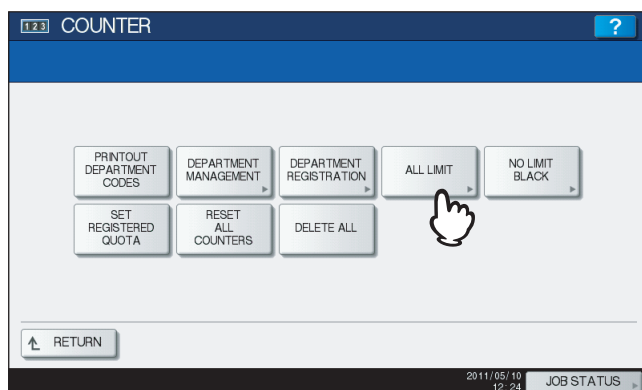 123 COUNTER
?
PRINTOUT
DEPARTMENT
CODES
DEPARTMENT
MANAGEMENT
DEPARTMENT
REGISTRATION
ALL LIMIT
NO LIMIT
BLACK
SET
REGISTERED
QUOTA
RESET
ALL
COUNTERS
DELETE ALL
RETURN
2011/05/10
12:24
JOB STATUS